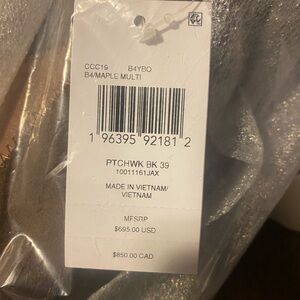 CCC19 B4YBO
B4/MAPLE MULTI
1 96395 92181 2
PTCHWK BK 39
10011161JAX
MADE IN VIETNAM/
VIETNAM
MFSRP
$695.00 USD
$850.00 CAD